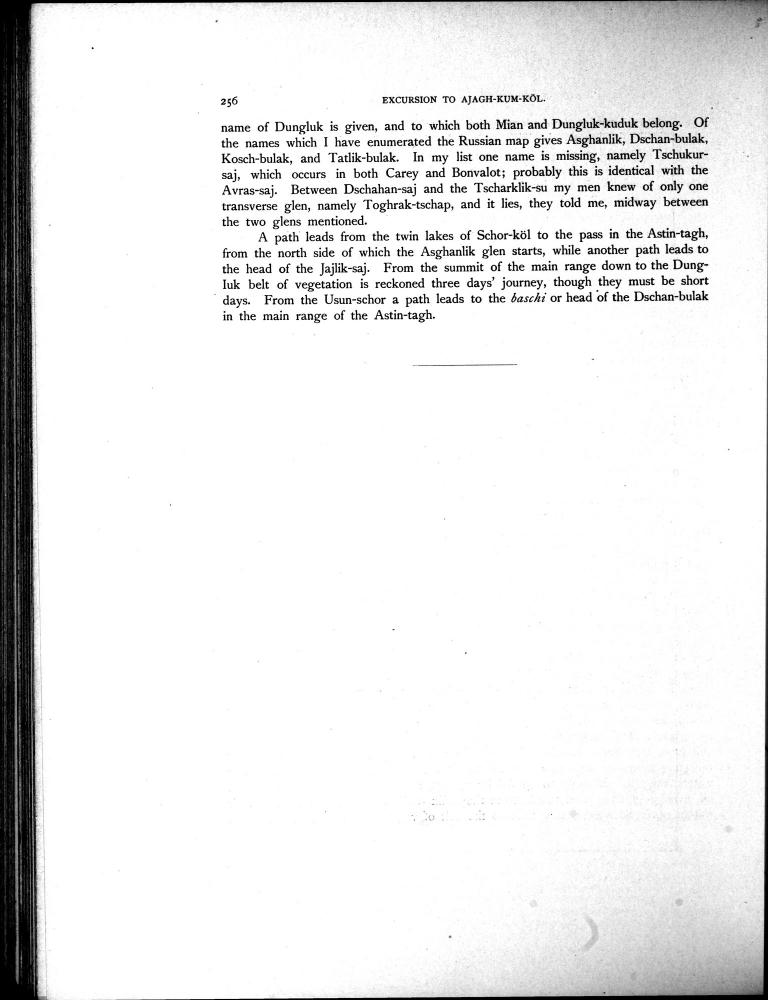 256 EXCURSION TO AJAGH-KUM-KÖL.
name of Dungluk is given, and to which both Mian and Dungluk-kuduk belong. Of
the names which I have enumerated the Russian map gives Asghanlik, Dschan-bulak,
Kosch-bulak, and Tatlik-bulak. In my list one name is missing, namely Tschukur-
saj, which occurs in both Carey and Bonvalot; probably this is identical with the
Avras-saj. Between Dschahan-saj and the Tscharklik-su my men knew of only one
transverse glen, namely Toghrak-tschap, and it lies, they told me, midway between
the two glens mentioned.
A path leads from the twin lakes of Schor-köl to the pass in the Astin-tagh,
from the north side of which the Asghanlik glen starts, while another path leads to
the head of the Jajlik-saj. From the summit of the main range down to the Dung-
luk belt of vegetation is reckoned three days' journey, though they must be short
days. From the Usun-schor a path leads to the baschi or head of the Dschan-bulak
in the main range of the Astin-tagh.